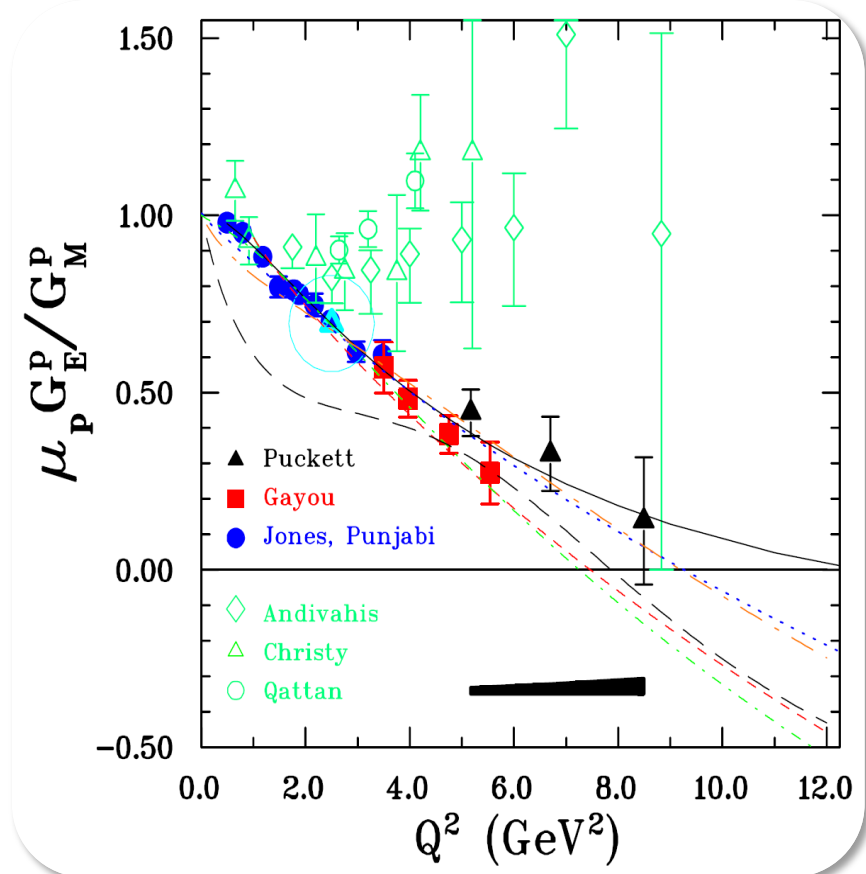 μ_p G_E^p/G_M^p
1.50
1.00
0.50
0.00
−0.50
Puckett
Gayou
Jones, Punjabi
Andivahis
Christy
Qattan
0.0 2.0 4.0 6.0 8.0 10.0 12.0
Q² (GeV²)